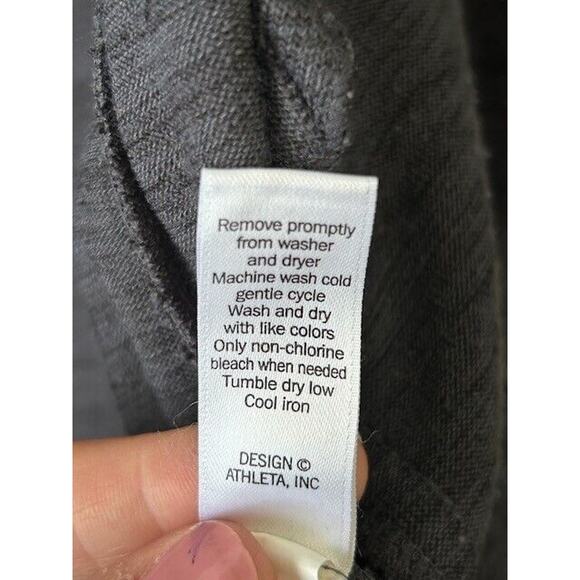 Remove promptly
from washer
and dryer
Machine wash cold
gentle cycle
Wash and dry
with like colors
Only non-chlorine
bleach when needed
Tumble dry low
Cool iron
DESIGN ©
ATHLETA, INC